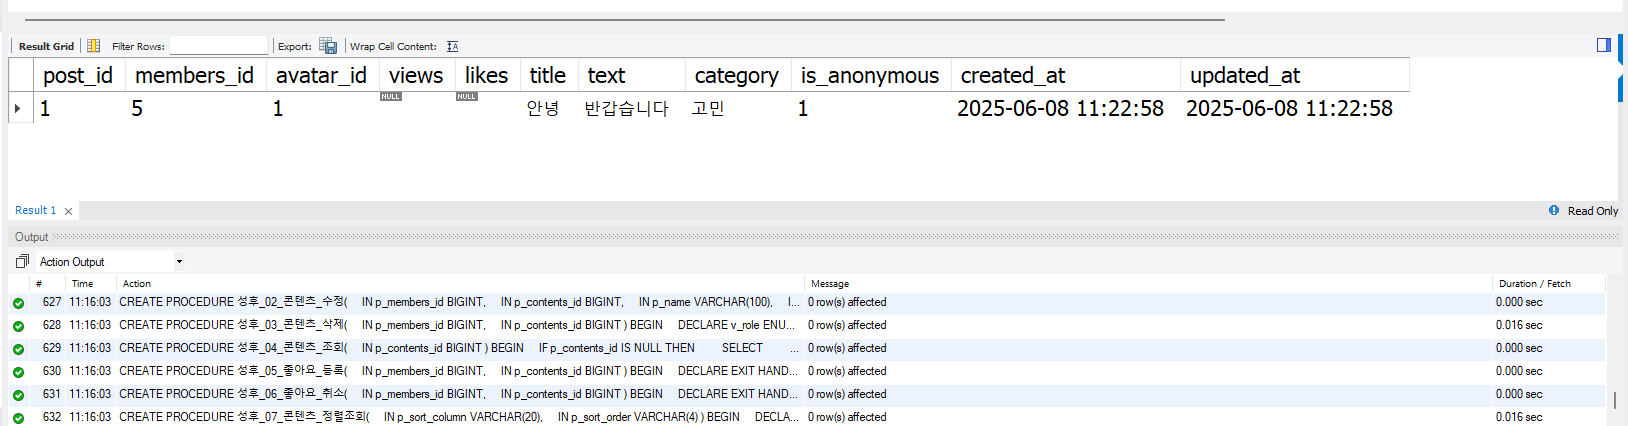 Result Grid Filter Rows: Export: Wrap Cell Content: IA
post_id members_id avatar_id views likes title text category is_anonymous created_at updated_at
1 5 1 NULL NULL 안녕 반갑습니다 고민 1 2025-06-08 11:22:58 2025-06-08 11:22:58
Result 1 × Read Only
Output
Action Output
# Time Action Message Duration / Fetch
627 11:16:03 CREATE PROCEDURE 성후_02_콘텐츠_수정( IN p_members_id BIGINT, IN p_contents_id BIGINT, IN p_name VARCHAR(100), I... 0 row(s) affected 0.000 sec
628 11:16:03 CREATE PROCEDURE 성후_03_콘텐츠_삭제( IN p_members_id BIGINT, IN p_contents_id BIGINT ) BEGIN DECLARE v_role ENU... 0 row(s) affected 0.016 sec
629 11:16:03 CREATE PROCEDURE 성후_04_콘텐츠_조회( IN p_contents_id BIGINT ) BEGIN IF p_contents_id IS NULL THEN SELECT ... 0 row(s) affected 0.000 sec
630 11:16:03 CREATE PROCEDURE 성후_05_좋아요_등록( IN p_members_id BIGINT, IN p_contents_id BIGINT ) BEGIN DECLARE EXIT HAND... 0 row(s) affected 0.000 sec
631 11:16:03 CREATE PROCEDURE 성후_06_좋아요_취소( IN p_members_id BIGINT, IN p_contents_id BIGINT ) BEGIN DECLARE EXIT HAND... 0 row(s) affected 0.000 sec
632 11:16:03 CREATE PROCEDURE 성후_07_콘텐츠_정렬조회( IN p_sort_column VARCHAR(20), IN p_sort_order VARCHAR(4) ) BEGIN DECLA... 0 row(s) affected 0.016 sec